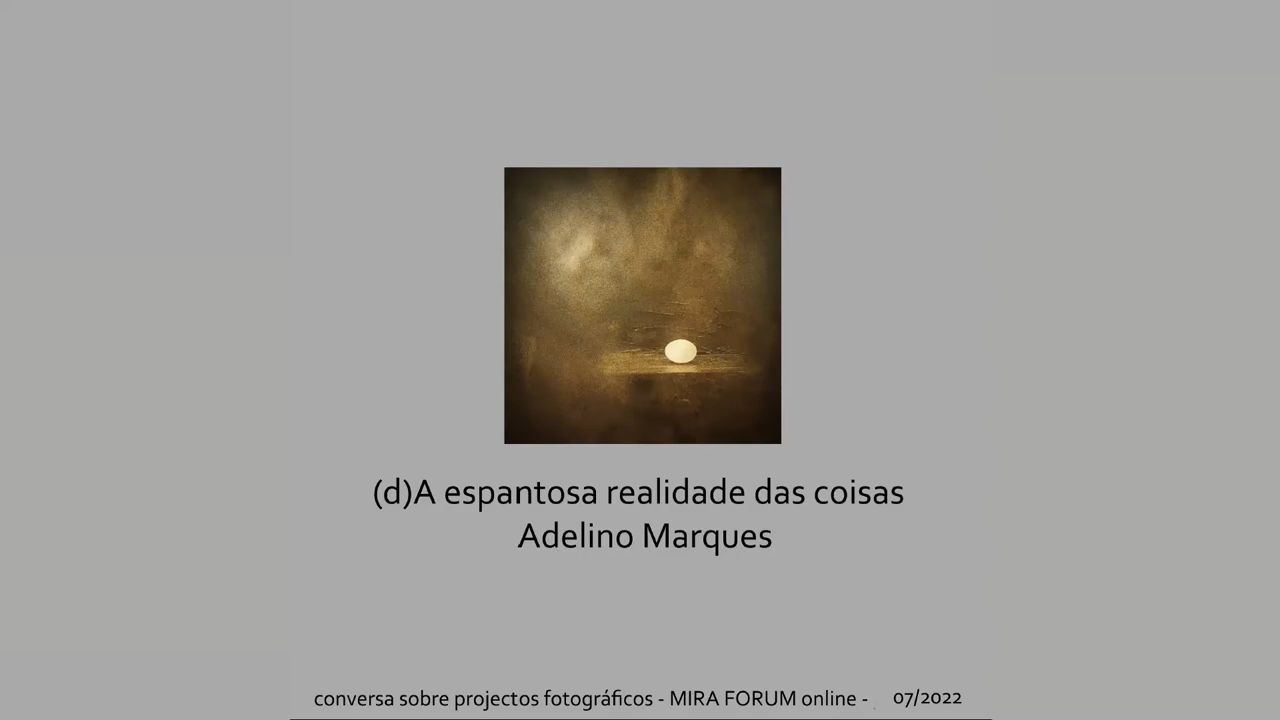 (d)A espantosa realidade das coisas
Adelino Marques
conversa sobre projectos fotográficos - MIRA FORUM online - 07/2022